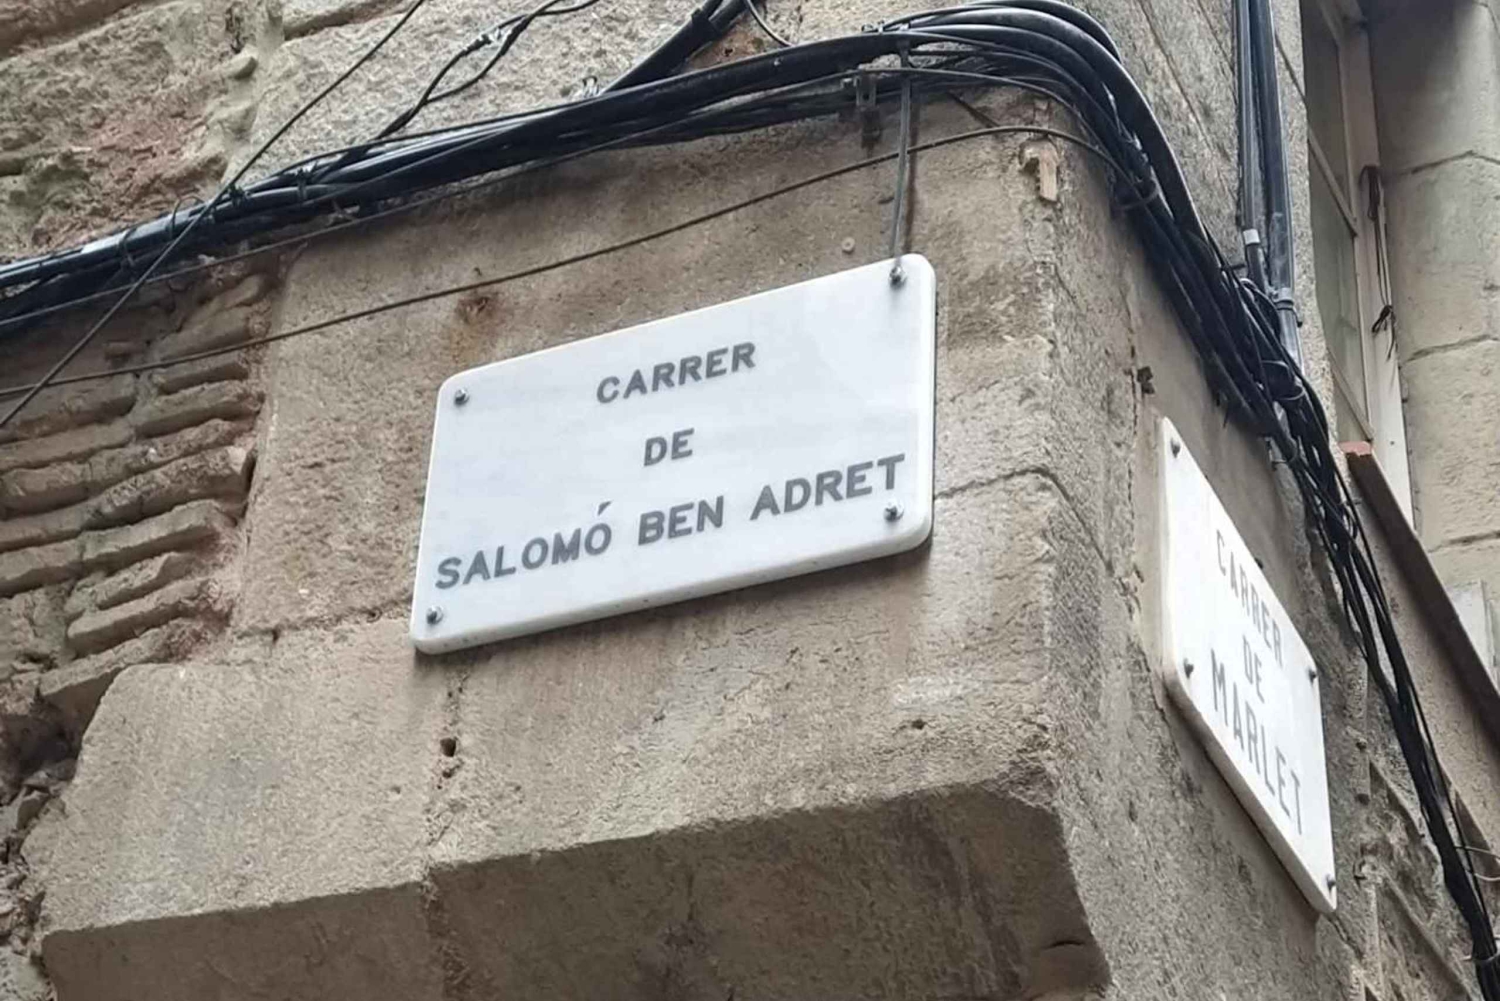 CARRER
DE
SALOMÓ BEN ADRET
CARRER
DE
MARLET